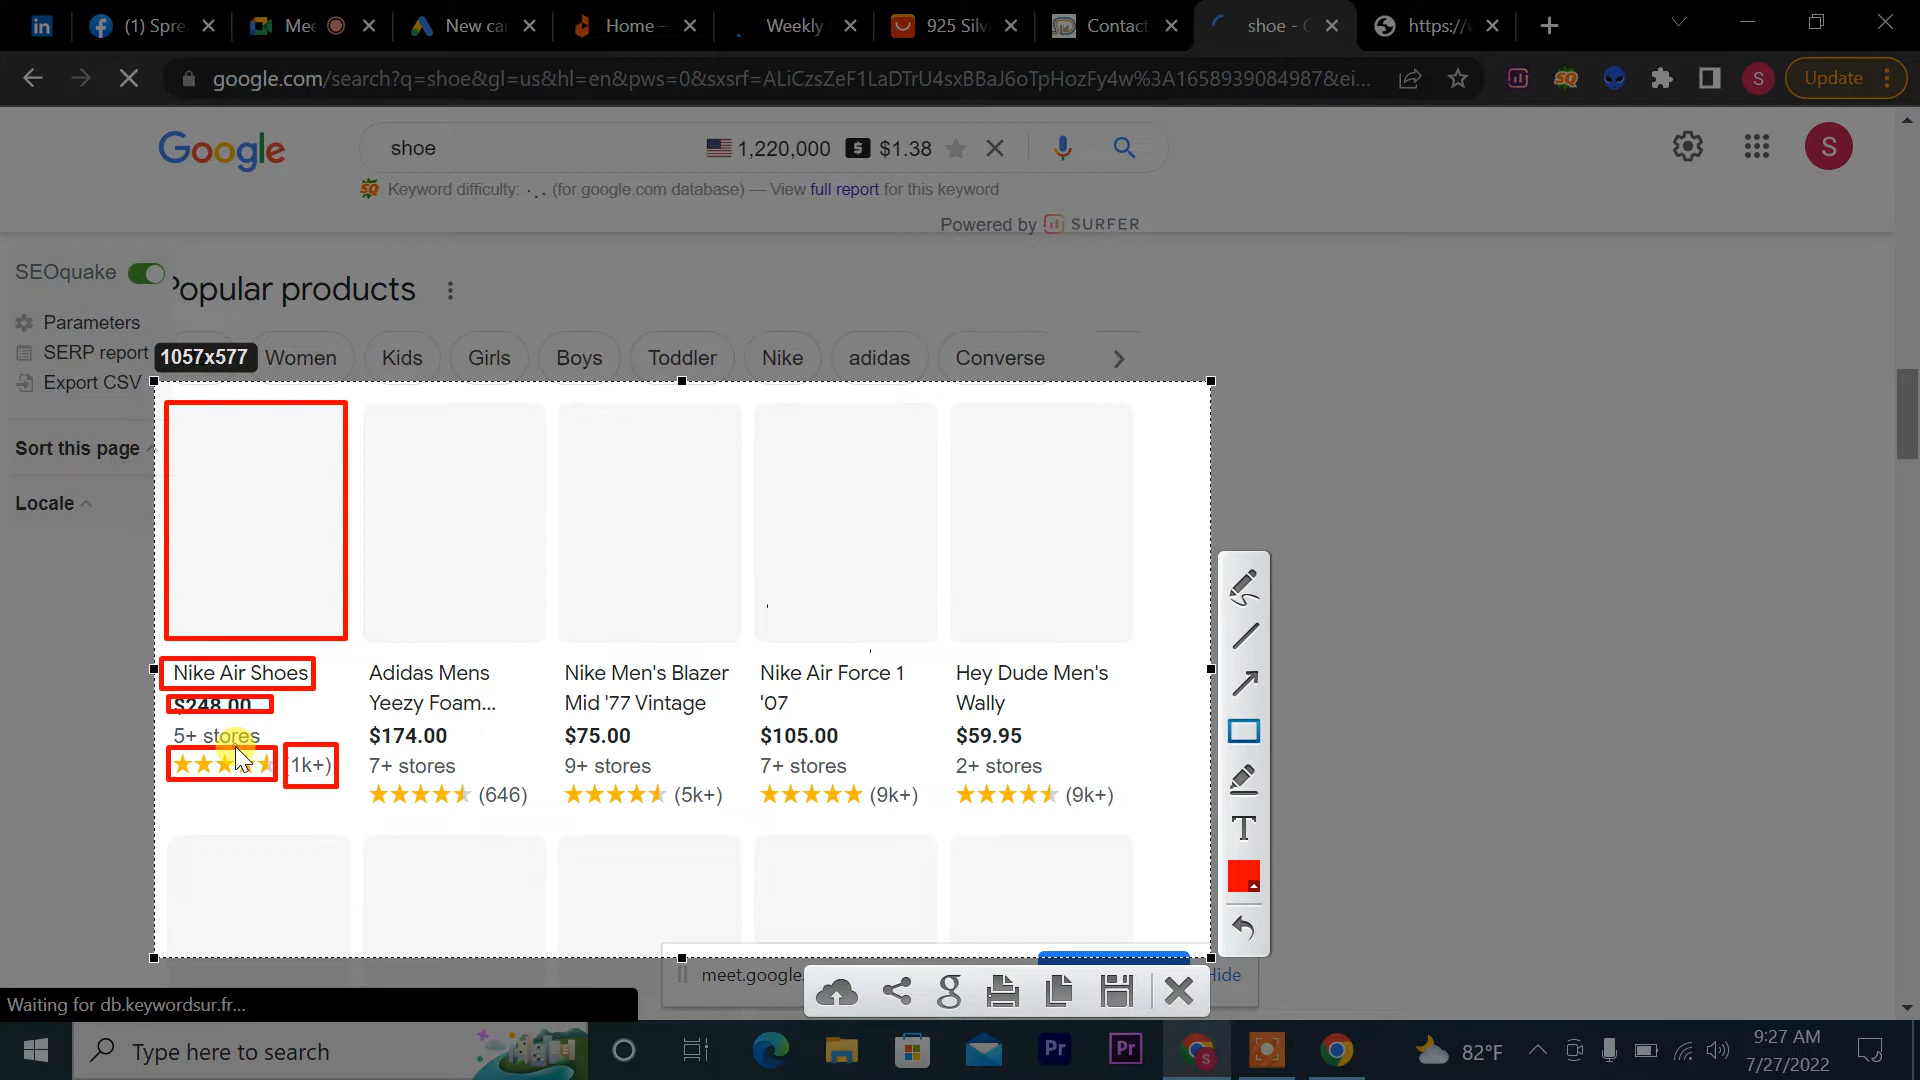 (1) Spre
Mee
New car
Home –
Weekly
925 Silv
Contact
shoe - G
https://v
google.com/search?q=shoe&gl=us&hl=en&pws=0&sxsrf=ALiCzsZeF1LaDTrU4sxBBaJ6oTpHozFy4w%3A1658939084987&ei...
S
Update
Google
shoe
1,220,000
$1.38
S
Keyword difficulty: (for google.com database) — View full report for this keyword
Powered by SURFER
SEOquake
Popular products
Parameters
SERP report
Export CSV
Sort this page
Locale
1057x577
Women
Kids
Girls
Boys
Toddler
Nike
adidas
Converse
Nike Air Shoes
$248.00
5+ stores
(1k+)
Adidas Mens
Yeezy Foam...
$174.00
7+ stores
(646)
Nike Men's Blazer
Mid '77 Vintage
$75.00
9+ stores
(5k+)
Nike Air Force 1
'07
$105.00
7+ stores
(9k+)
Hey Dude Men's
Wally
$59.95
2+ stores
(9k+)
T
meet.google.
Hide
Waiting for db.keywordsur.fr...
Type here to search
Pr
Pr
S
82°F
9:27 AM
7/27/2022